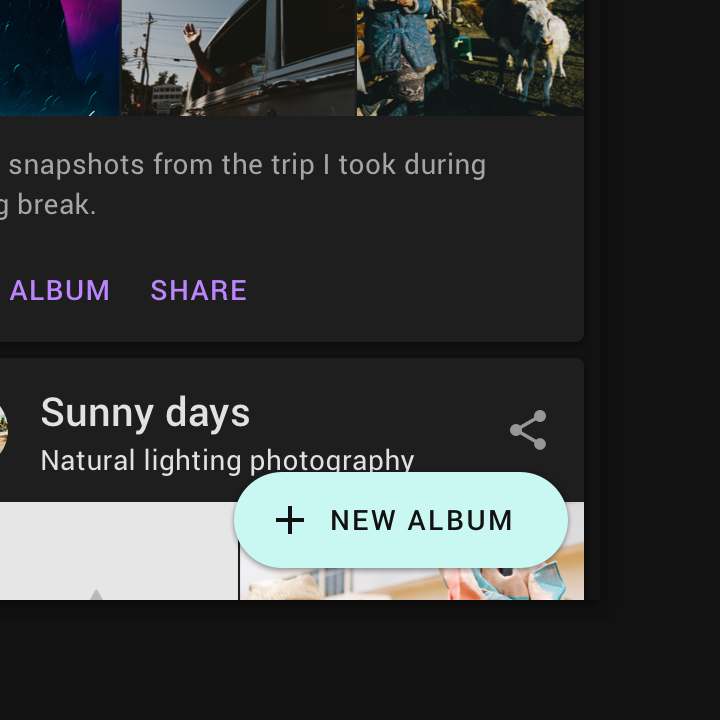 snapshots from the trip I took during
g break.
ALBUM SHARE
Sunny days
Natural lighting photography
NEW ALBUM